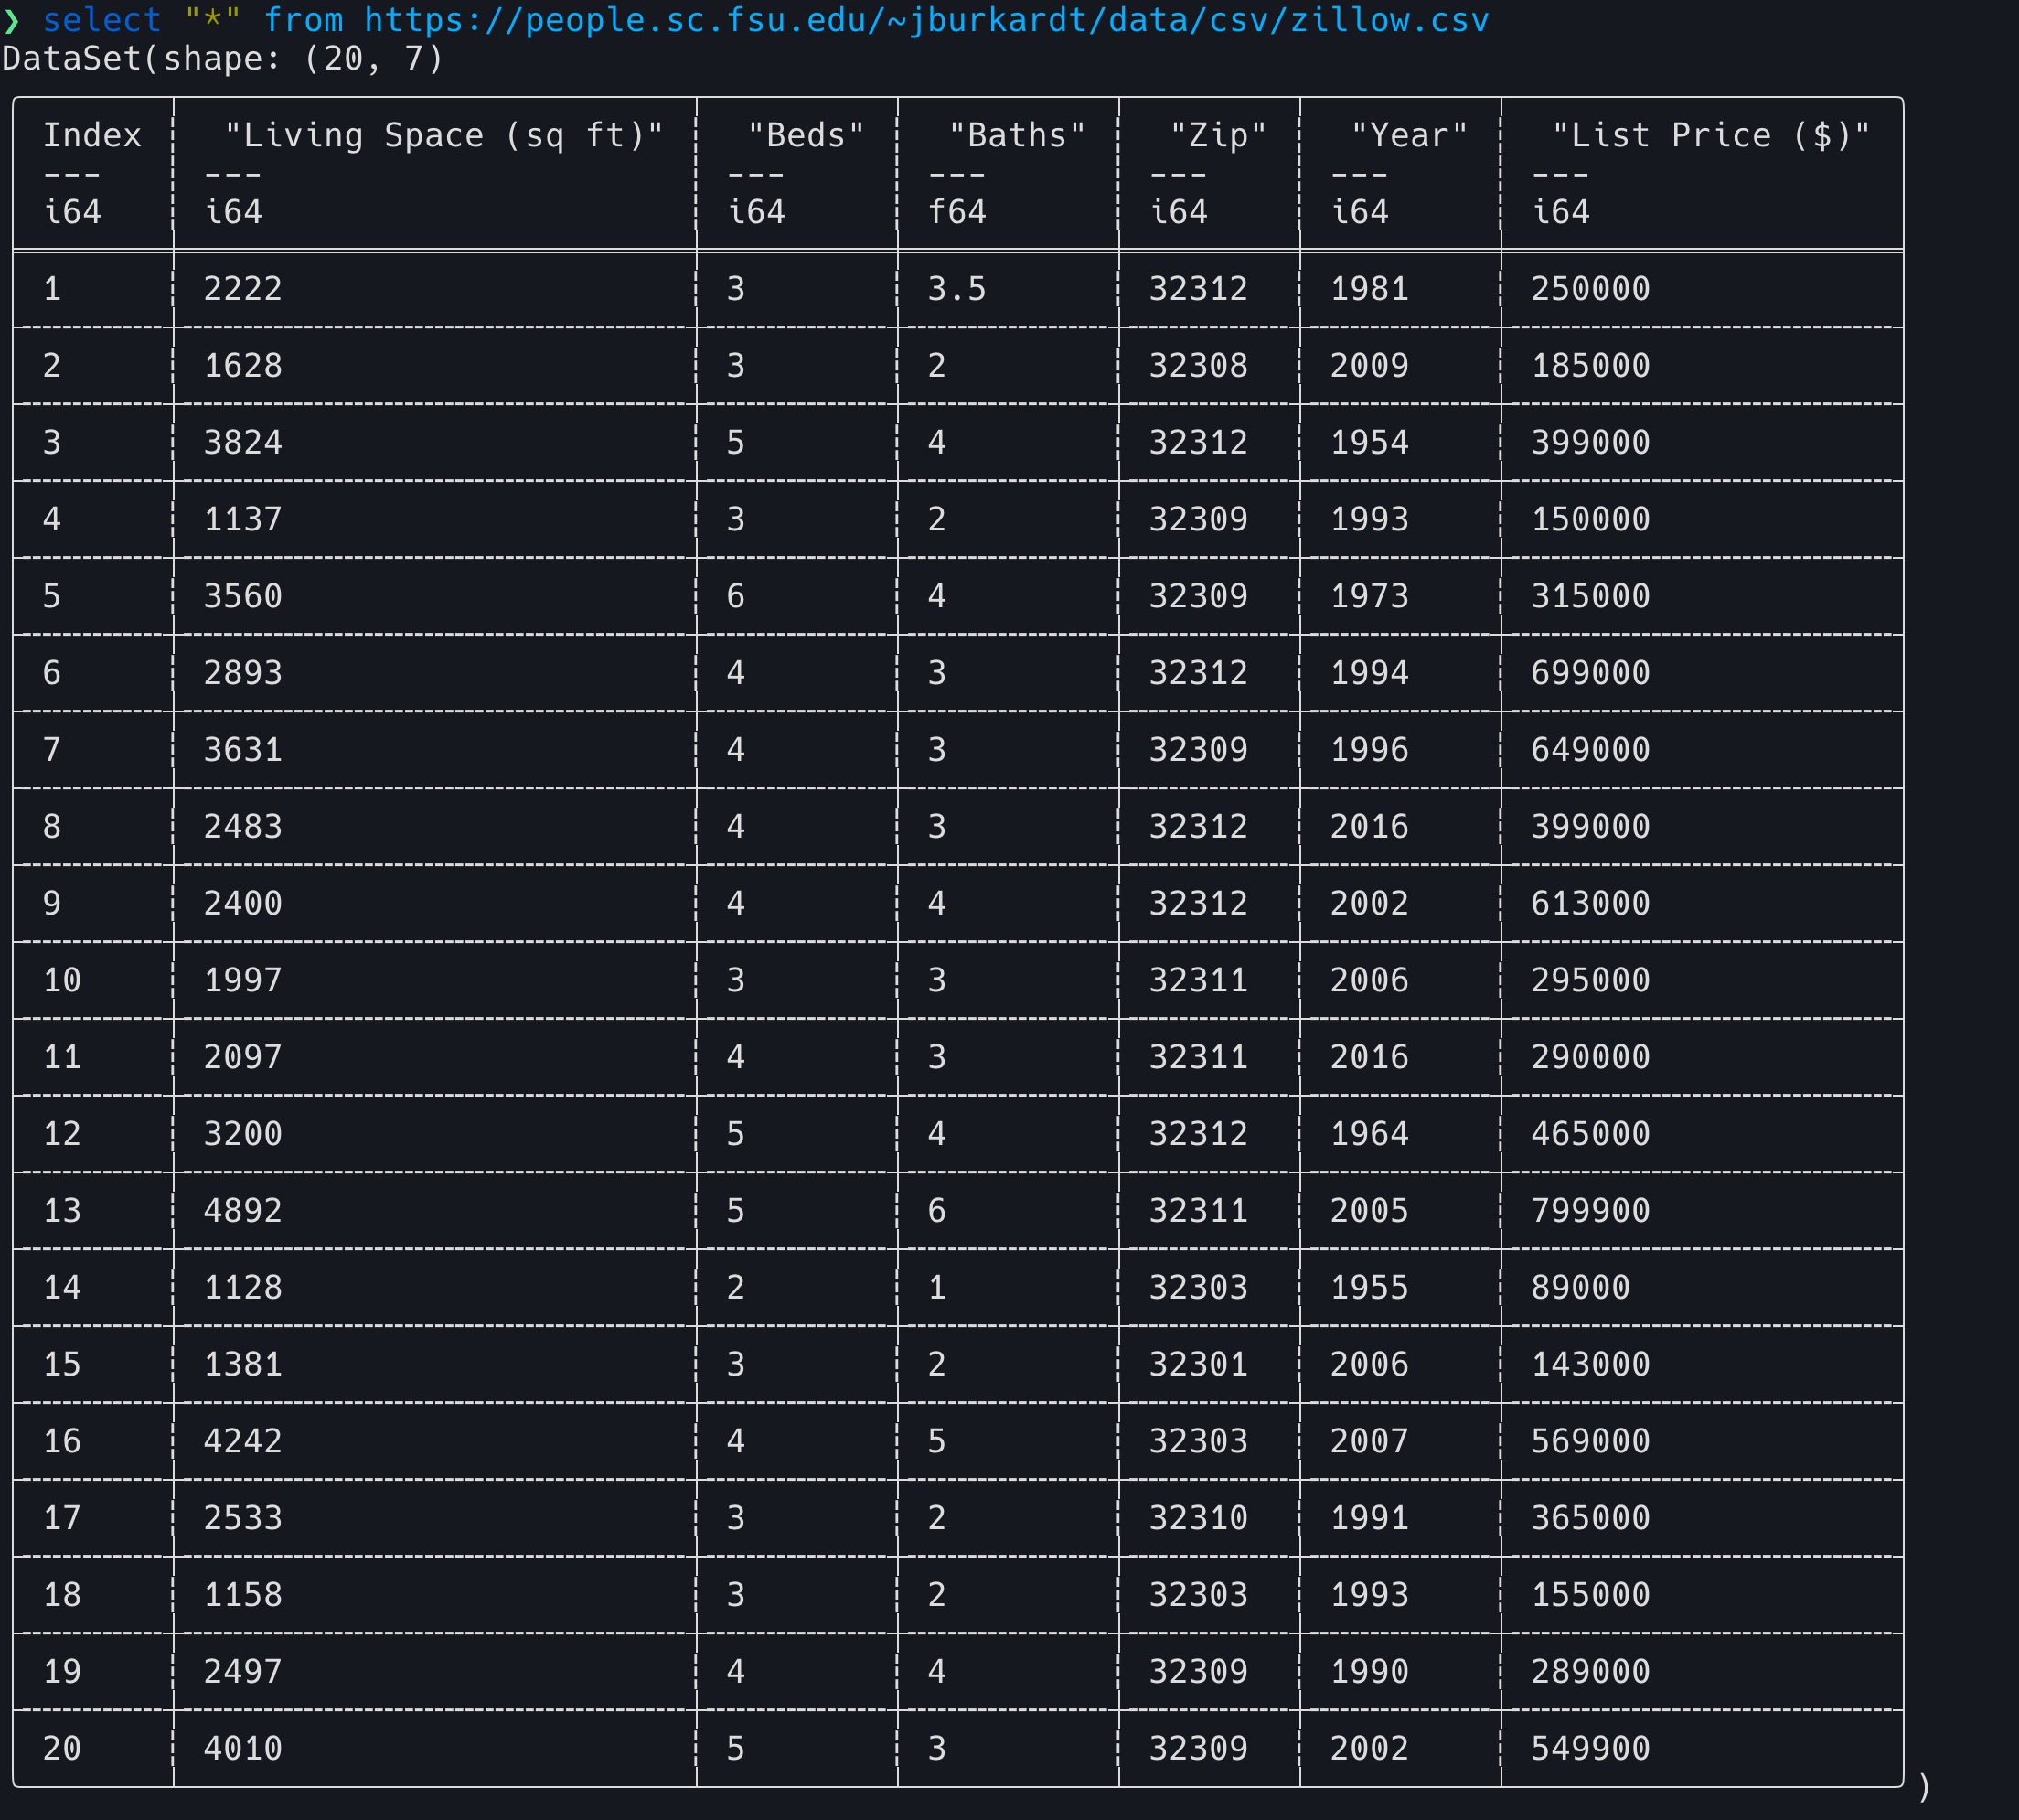 ❯ select "*" from https://people.sc.fsu.edu/~jburkardt/data/csv/zillow.csv
DataSet(shape: (20, 7)
Index "Living Space (sq ft)" "Beds" "Baths" "Zip" "Year" "List Price ($)"
--- --- --- --- --- --- ---
i64 i64 i64 f64 i64 i64 i64
1 2222 3 3.5 32312 1981 250000
2 1628 3 2 32308 2009 185000
3 3824 5 4 32312 1954 399000
4 1137 3 2 32309 1993 150000
5 3560 6 4 32309 1973 315000
6 2893 4 3 32312 1994 699000
7 3631 4 3 32309 1996 649000
8 2483 4 3 32312 2016 399000
9 2400 4 4 32312 2002 613000
10 1997 3 3 32311 2006 295000
11 2097 4 3 32311 2016 290000
12 3200 5 4 32312 1964 465000
13 4892 5 6 32311 2005 799900
14 1128 2 1 32303 1955 89000
15 1381 3 2 32301 2006 143000
16 4242 4 5 32303 2007 569000
17 2533 3 2 32310 1991 365000
18 1158 3 2 32303 1993 155000
19 2497 4 4 32309 1990 289000
20 4010 5 3 32309 2002 549900
)